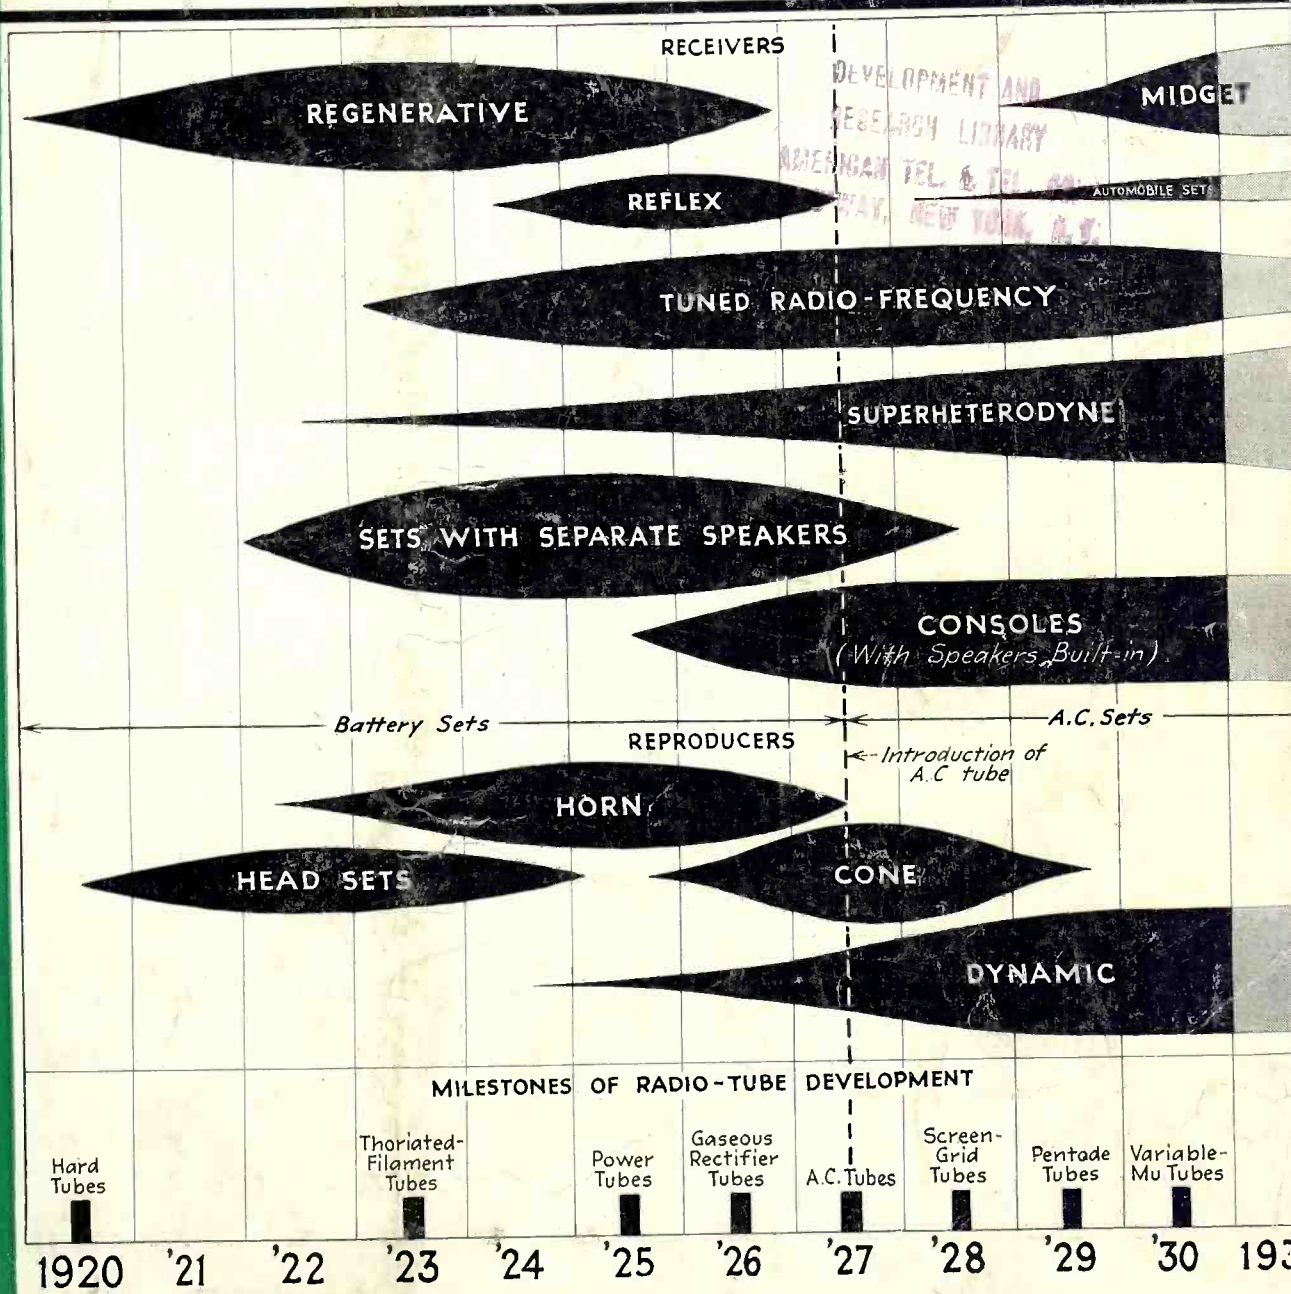 RECEIVERS
REGENERATIVE
MIDGET
DEVELOPMENT AND
RESEARCH LIBRARY
AMERICAN TEL. & TEL.
NEW YORK, N.Y.
REFLEX
AUTOMOBILE SETS
TUNED RADIO-FREQUENCY
SUPERHETERODYNE
SETS WITH SEPARATE SPEAKERS
CONSOLES
(With Speakers Built-in)
Battery Sets
A.C. Sets
REPRODUCERS
Introduction of
A.C tube
HORN
HEAD SETS
CONE
DYNAMIC
MILESTONES OF RADIO-TUBE DEVELOPMENT
Hard
Tubes
Thoriated-
Filament
Tubes
Power
Tubes
Gaseous
Rectifier
Tubes
A.C. Tubes
Screen-
Grid
Tubes
Pentode
Tubes
Variable-
Mu Tubes
1920 '21 '22 '23 '24 '25 '26 '27 '28 '29 '30 193